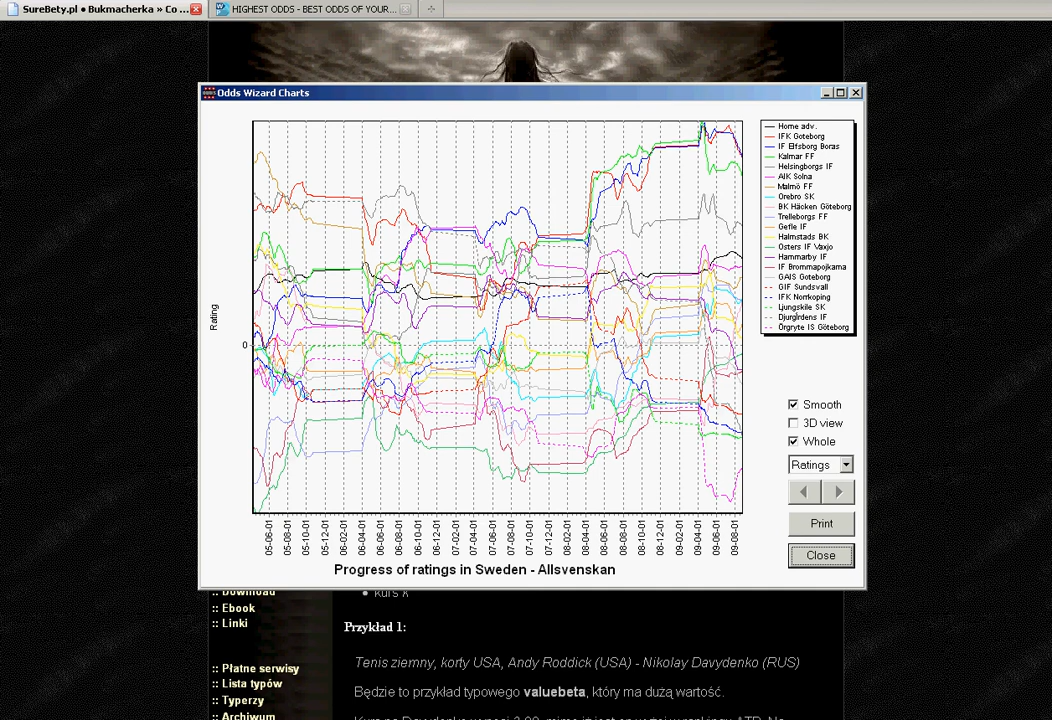 SureBety.pl ● Bukmacherka » Co ...
HIGHEST ODDS - BEST ODDS OF YOUR...
Odds Wizard Charts
Home adv.
IFK Goteborg
IF Elfsborg Boras
Kalmar FF
Helsingborgs IF
AIK Solna
Malmö FF
Orebro SK
BK Häcken Göteborg
Trelleborgs FF
Gefle IF
Halmstads BK
Osters IF Vaxjo
Hammarby IF
IF Brommapojkarna
GAIS Goteborg
GIF Sundsvall
IFK Norrkoping
Ljungskile SK
Djurgårdens IF
Orgryte IS Göteborg
Rating
0
Smooth
3D view
Whole
Ratings
Print
Close
05-06-01
05-08-01
05-10-01
05-12-01
06-02-01
06-04-01
06-06-01
06-08-01
06-10-01
06-12-01
07-02-01
07-04-01
07-06-01
07-08-01
07-10-01
07-12-01
08-02-01
08-04-01
08-06-01
08-08-01
08-10-01
08-12-01
09-02-01
09-04-01
09-06-01
09-08-01
Progress of ratings in Sweden - Allsvenskan
:: Download
:: Ebook
:: Linki
:: Płatne serwisy
:: Lista typów
:: Typerzy
:: Archiwum
● kurs X
Przykład 1:
Tenis ziemny, korty USA, Andy Roddick (USA) - Nikolay Davydenko (RUS)
Będzie to przykład typowego valuebeta, który ma dużą wartość.